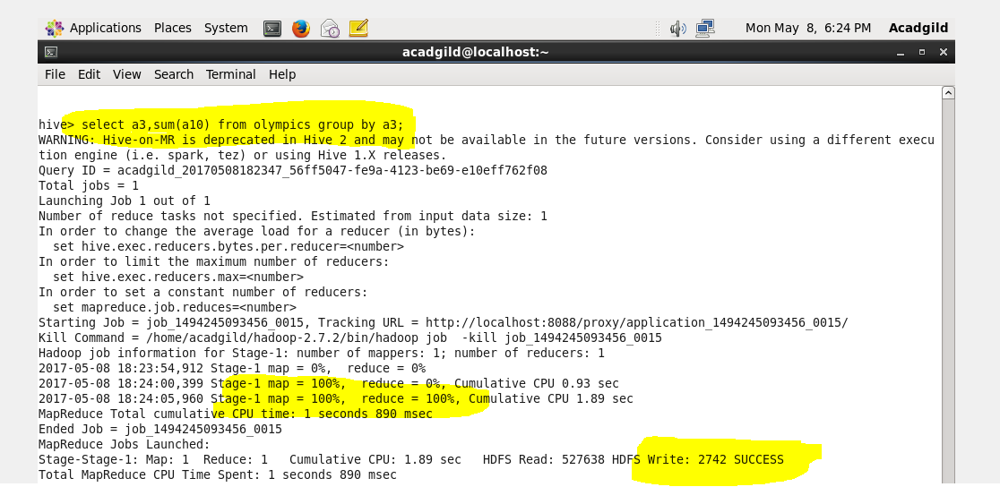 Applications Places System Mon May 8, 6:24 PM Acadgild
acadgild@localhost:~
File Edit View Search Terminal Help
hive> select a3,sum(a10) from olympics group by a3;
WARNING: Hive-on-MR is deprecated in Hive 2 and may not be available in the future versions. Consider using a different execu
tion engine (i.e. spark, tez) or using Hive 1.X releases.
Query ID = acadgild_20170508182347_56ff5047-fe9a-4123-be69-e10eff762f08
Total jobs = 1
Launching Job 1 out of 1
Number of reduce tasks not specified. Estimated from input data size: 1
In order to change the average load for a reducer (in bytes):
  set hive.exec.reducers.bytes.per.reducer=<number>
In order to limit the maximum number of reducers:
  set hive.exec.reducers.max=<number>
In order to set a constant number of reducers:
  set mapreduce.job.reduces=<number>
Starting Job = job_1494245093456_0015, Tracking URL = http://localhost:8088/proxy/application_1494245093456_0015/
Kill Command = /home/acadgild/hadoop-2.7.2/bin/hadoop job  -kill job_1494245093456_0015
Hadoop job information for Stage-1: number of mappers: 1; number of reducers: 1
2017-05-08 18:23:54,912 Stage-1 map = 0%,  reduce = 0%
2017-05-08 18:24:00,399 Stage-1 map = 100%,  reduce = 0%, Cumulative CPU 0.93 sec
2017-05-08 18:24:05,960 Stage-1 map = 100%,  reduce = 100%, Cumulative CPU 1.89 sec
MapReduce Total cumulative CPU time: 1 seconds 890 msec
Ended Job = job_1494245093456_0015
MapReduce Jobs Launched:
Stage-Stage-1: Map: 1  Reduce: 1   Cumulative CPU: 1.89 sec   HDFS Read: 527638 HDFS Write: 2742 SUCCESS
Total MapReduce CPU Time Spent: 1 seconds 890 msec